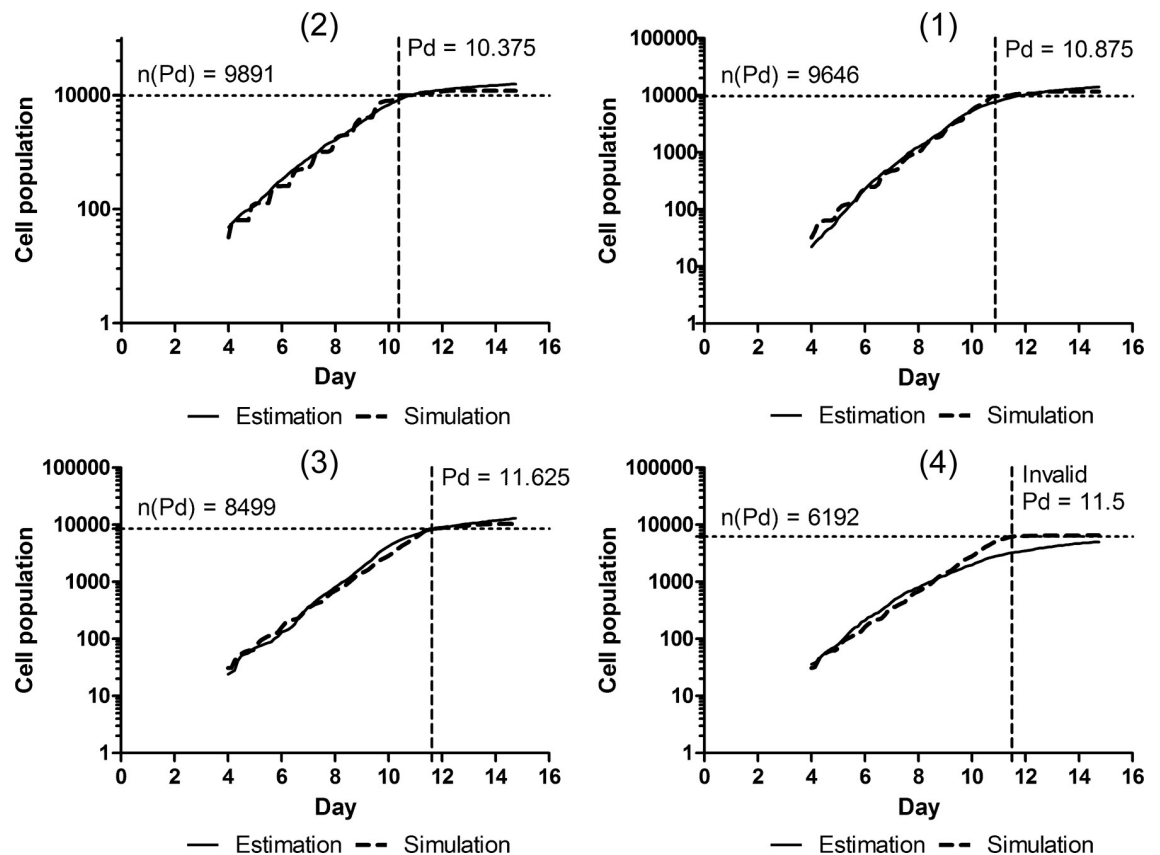 (2)
Pd = 10.375
n(Pd) = 9891
10000
100
1
Cell population
0 2 4 6 8 10 12 14 16
Day
Estimation Simulation
(1)
Pd = 10.875
n(Pd) = 9646
100000
10000
1000
100
10
1
Cell population
0 2 4 6 8 10 12 14 16
Day
Estimation Simulation
(3)
Pd = 11.625
n(Pd) = 8499
100000
10000
1000
100
10
1
Cell population
0 2 4 6 8 10 12 14 16
Day
Estimation Simulation
(4)
Invalid
Pd = 11.5
n(Pd) = 6192
100000
10000
1000
100
10
1
Cell population
0 2 4 6 8 10 12 14 16
Day
Estimation Simulation